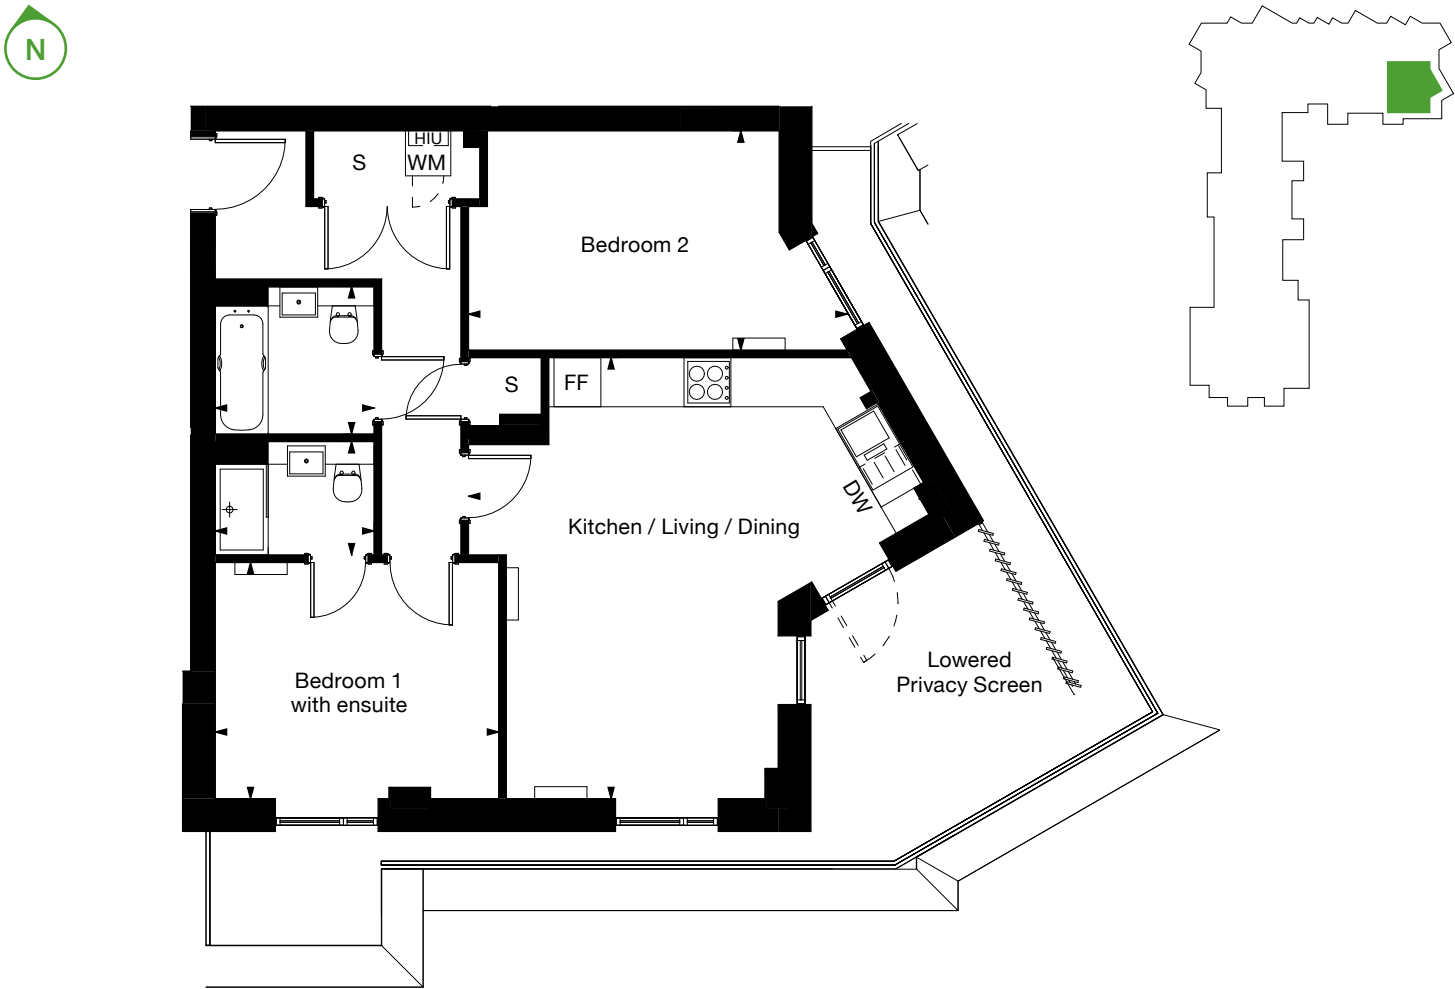 N
HIU
S
WM
Bedroom 2
S
FF
DW
Kitchen / Living / Dining
Lowered
Privacy Screen
Bedroom 1
with ensuite